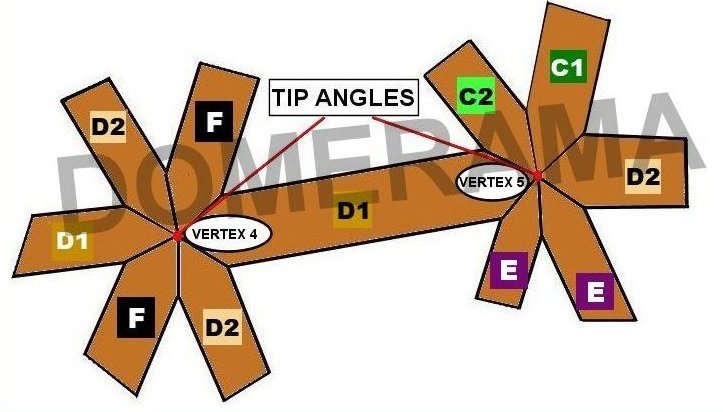 C1
C2
TIP ANGLES
D2
F
DOMERAMA
D2
VERTEX 5
D1
D1
VERTEX 4
E
E
F
D2